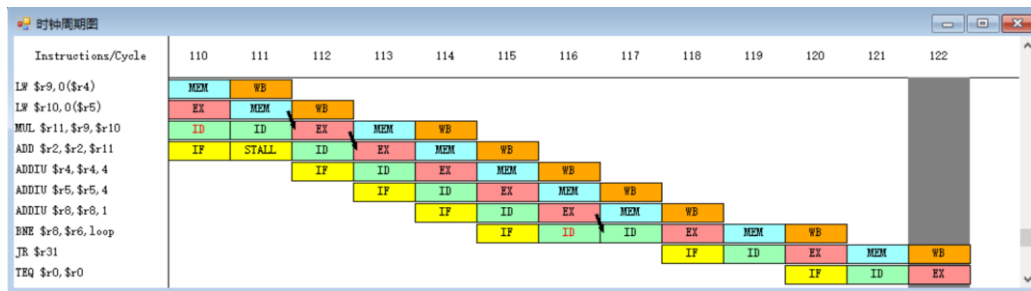 时钟周期图
Instructions/Cycle 110 111 112 113 114 115 116 117 118 119 120 121 122
LW $r9,0($r4) MEM WB
LW $r10,0($r5) EX MEM WB
MUL $r11,$r9,$r10 ID ID EX MEM WB
ADD $r2,$r2,$r11 IF STALL ID EX MEM WB
ADDIU $r4,$r4,4 IF ID EX MEM WB
ADDIU $r5,$r5,4 IF ID EX MEM WB
ADDIU $r8,$r8,1 IF ID EX MEM WB
BNE $r8,$r6,loop IF ID ID EX MEM WB
JR $r31 IF ID EX MEM WB
TEQ $r0,$r0 IF ID EX